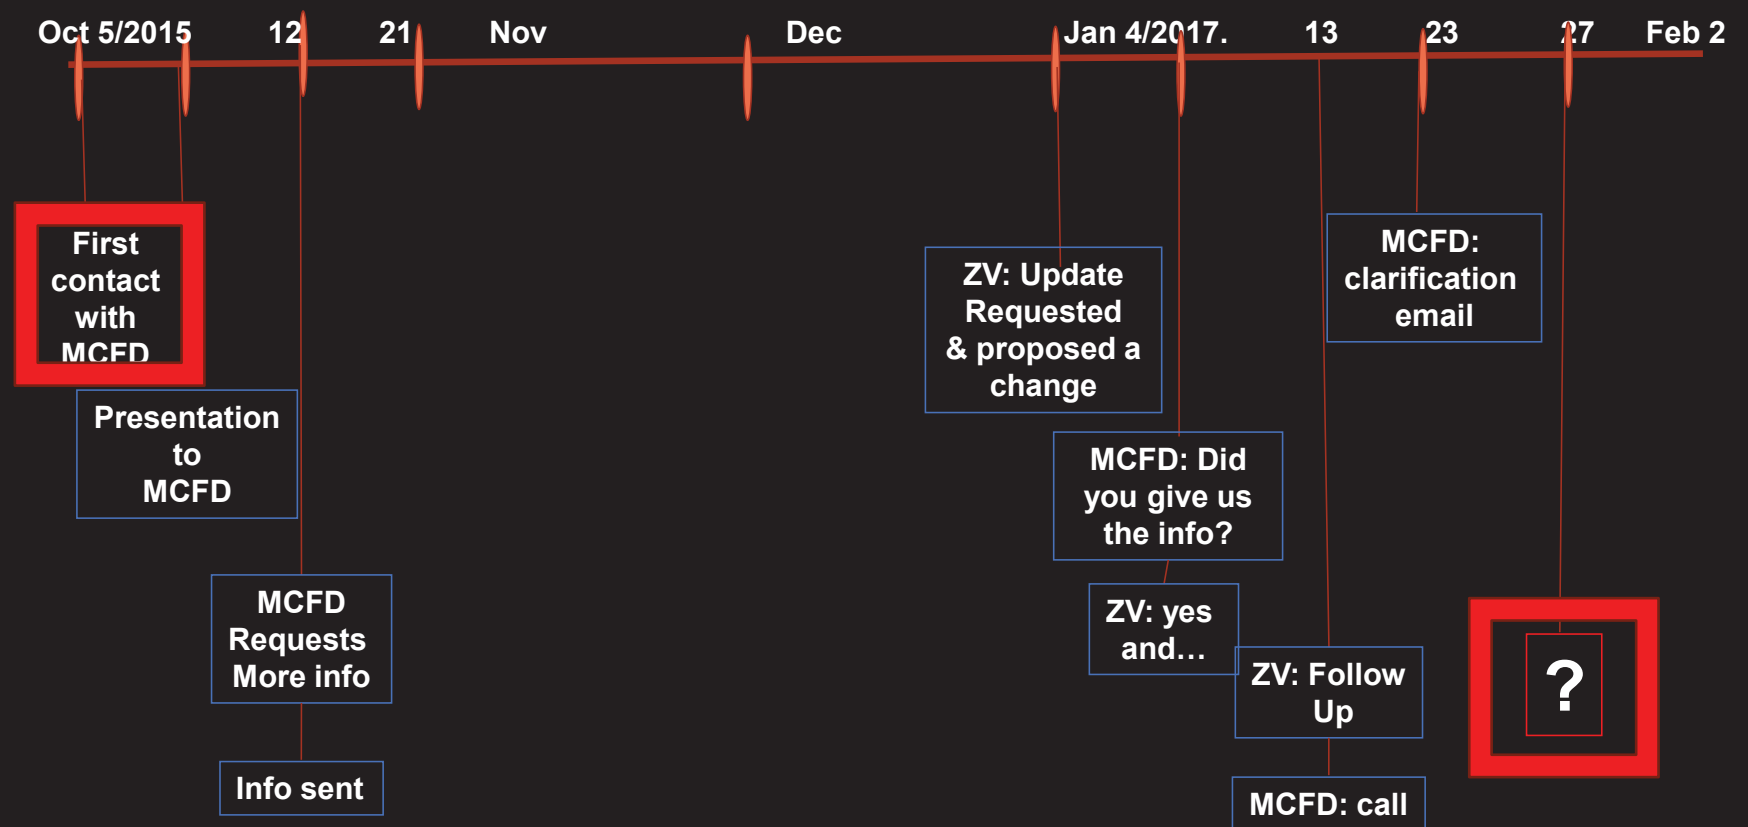 Oct 5/2015 12 21 Nov Dec Jan 4/2017. 13 23 27 Feb 2
First
contact
with
MCFD
Presentation
to
MCFD
MCFD
Requests
More info
Info sent
ZV: Update
Requested
& proposed a
change
MCFD: Did
you give us
the info?
ZV: yes
and...
ZV: Follow
Up
MCFD: call
MCFD:
clarification
email
?